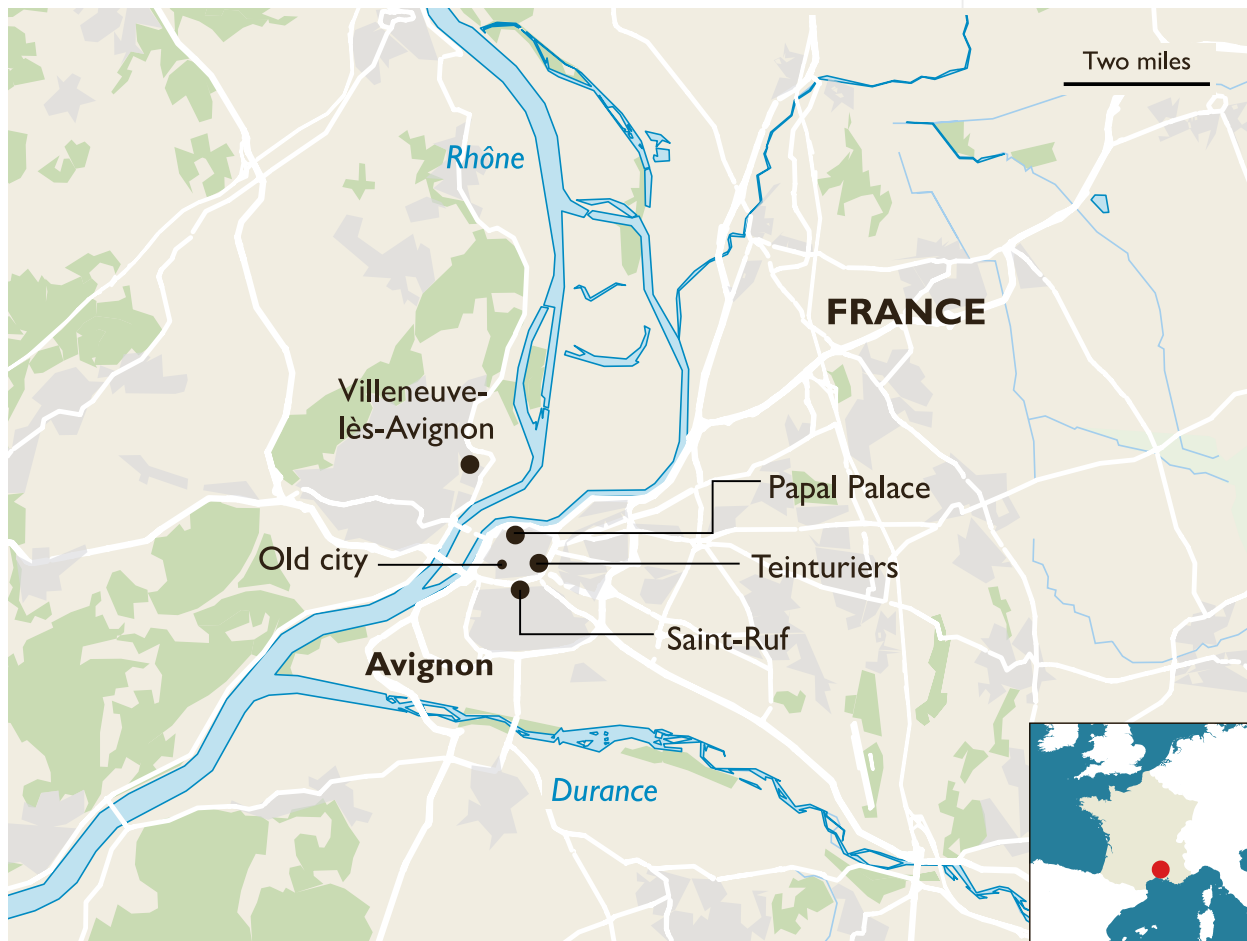 Two miles
Rhône
FRANCE
Villeneuve-
lès-Avignon
Papal Palace
Old city
Teinturiers
Saint-Ruf
Avignon
Durance